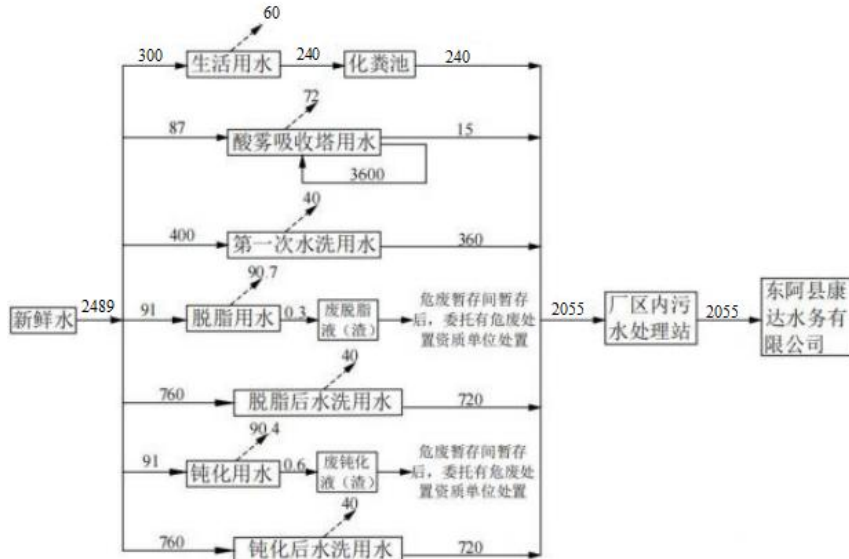 60
300
生活用水
240
化粪池
240
72
87
酸雾吸收塔用水
15
3600
40
400
第一次水洗用水
360
90.7
新鲜水
2489
91
脱脂用水
0.3
废脱脂
液（渣）
危废暂存间暂存
后，委托有危废处
置资质单位处置
2055
厂区内污
水处理站
2055
东阿县康
达水务有
限公司
40
760
脱脂后水洗用水
720
90.4
91
钝化用水
0.6
废钝化
液（渣）
危废暂存间暂存
后，委托有危废处
置资质单位处置
40
760
钝化后水洗用水
720